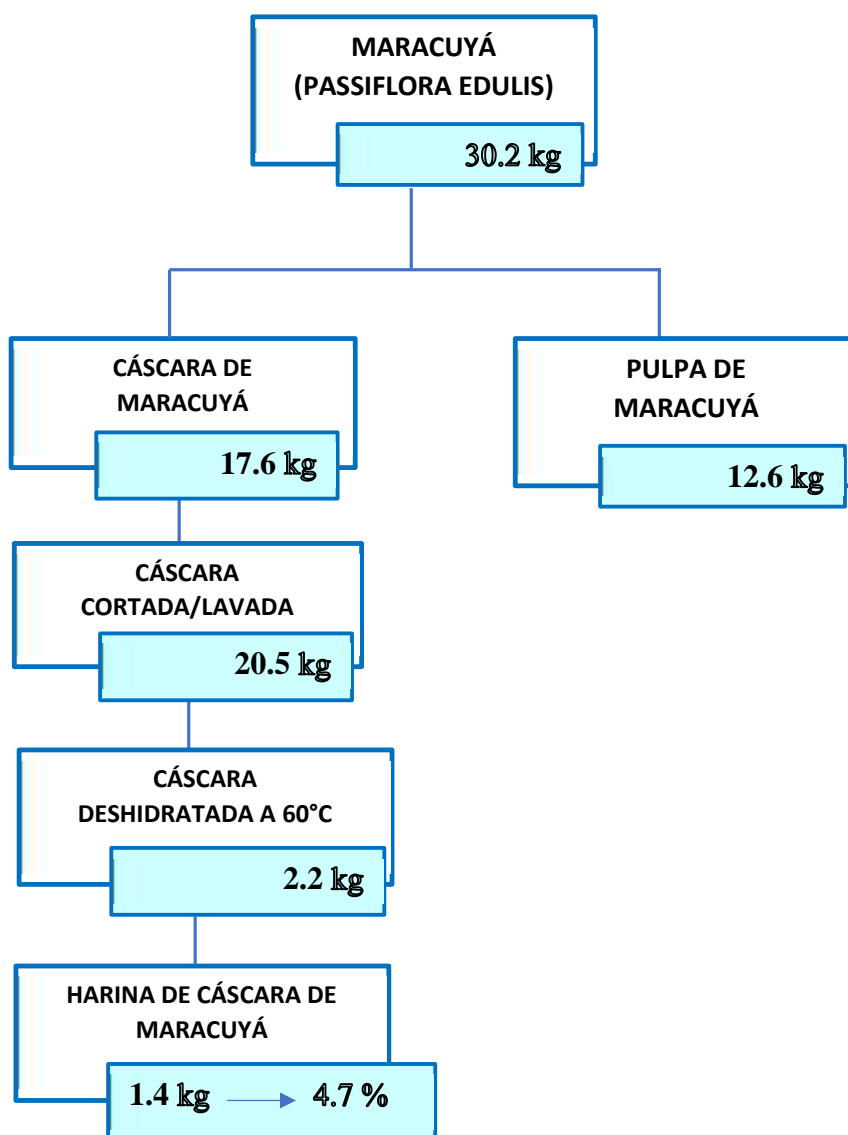 MARACUYÁ
(PASSIFLORA EDULIS)
30.2 kg
CÁSCARA DE
MARACUYÁ
17.6 kg
PULPA DE
MARACUYÁ
12.6 kg
CÁSCARA
CORTADA/LAVADA
20.5 kg
CÁSCARA
DESHIDRATADA A 60°C
2.2 kg
HARINA DE CÁSCARA DE
MARACUYÁ
1.4 kg → 4.7 %